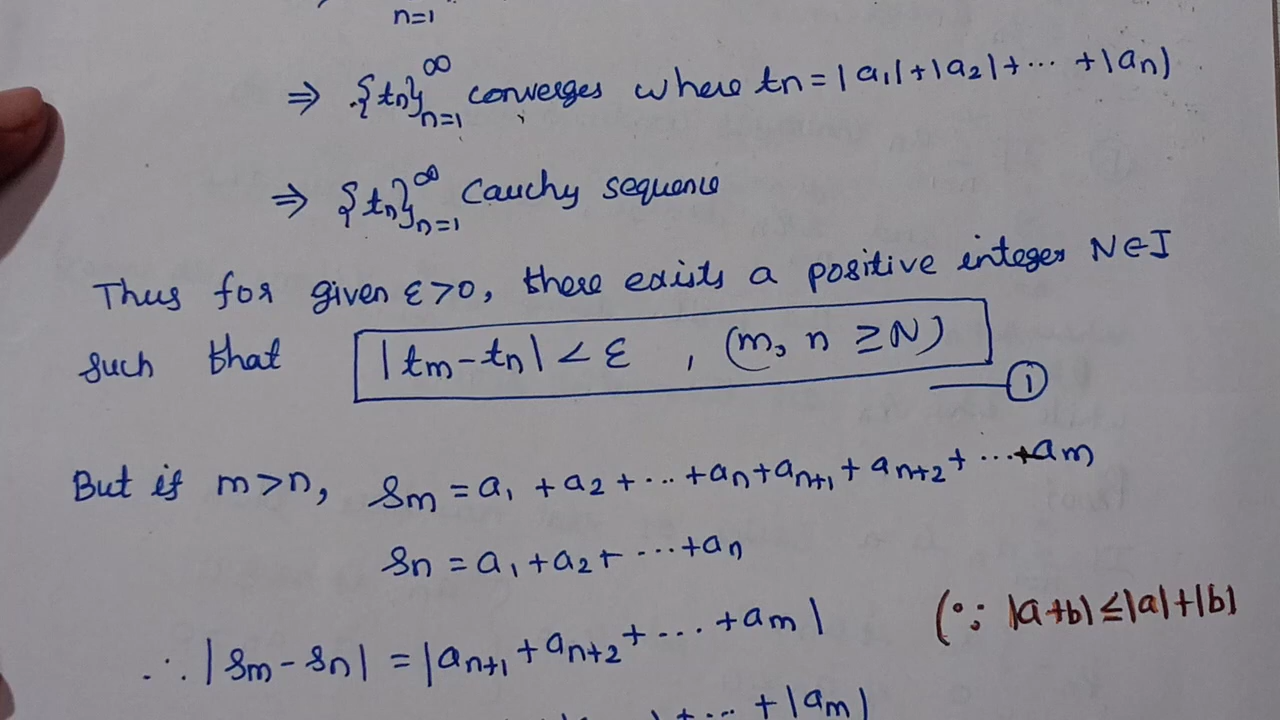 n=1
⇒ {tn}∞n=1 converges where tn = |a1|+|a2|+ ... +|an|
⇒ {tn}∞n=1 Cauchy sequence
Thus for given ε>0, there exists a positive integer N∈I
such that |tm-tn| < ε , (m, n ≥N)
①
But if m>n, Sm = a1 + a2 + ... +an+an+1 + an+2+ ...+am
Sn = a1 +a2+ ...+an
∴ |Sm - Sn| = |an+1 + an+2 + ... +am| (∵ |a+b|≤|a|+|b|
+ ... + |am|